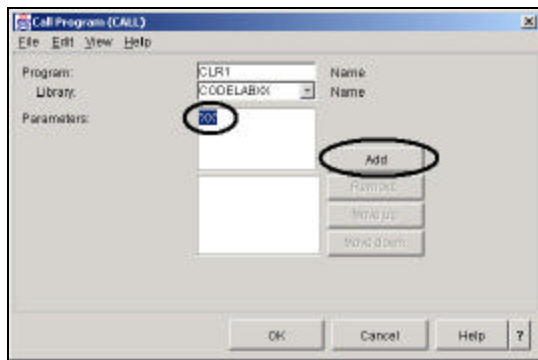 Call Program (CALL)
File Edit View Help
Program: CLR1 Name
Library: CODELABXX Name
Parameters: XXX
Add
Remove
Move up
Move down
OK Cancel Help ?